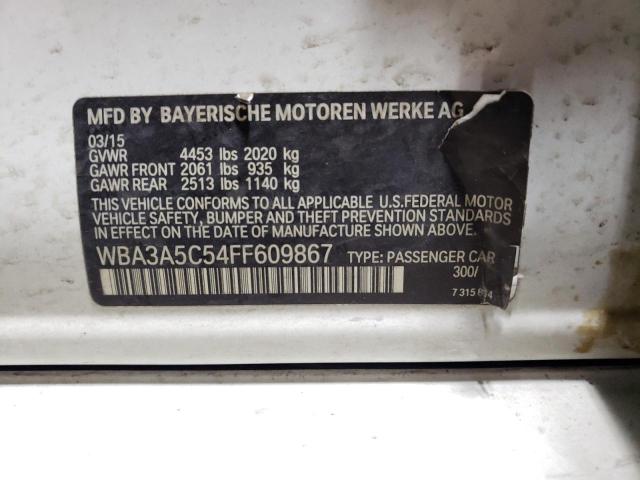 MFD BY BAYERISCHE MOTOREN WERKE AG
03/15
GVWR 4453 lbs 2020 kg
GAWR FRONT 2061 lbs 935 kg
GAWR REAR 2513 lbs 1140 kg
THIS VEHICLE CONFORMS TO ALL APPLICABLE U.S.FEDERAL MOTOR
VEHICLE SAFETY, BUMPER AND THEFT PREVENTION STANDARDS
IN EFFECT ON THE DATE OF MANUFACTURE SHOWN ABOVE.
WBA3A5C54FF609867 TYPE: PASSENGER CAR
300/
7 315